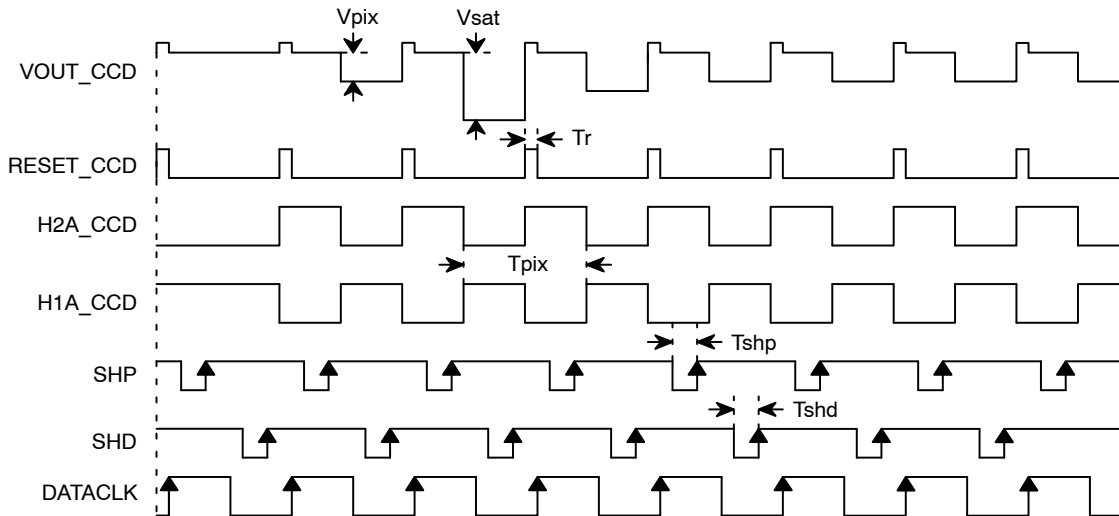 Vpix Vsat
VOUT_CCD
Tr
RESET_CCD
H2A_CCD
Tpix
H1A_CCD
Tshp
SHP
Tshd
SHD
DATACLK